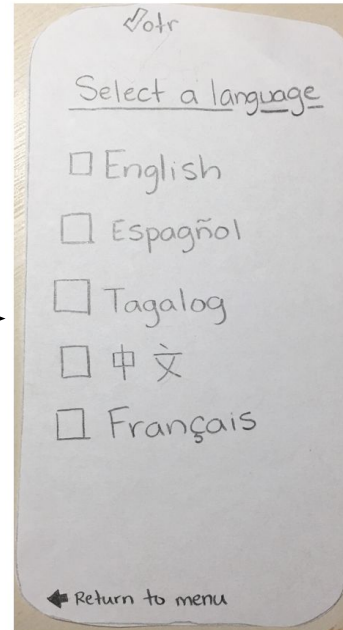 Votr
Select a language
English
Espagñol
Tagalog
中文
Français
Return to menu